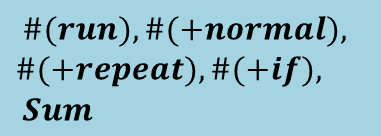 #(run), #(+normal),
#(+repeat), #(+if),
Sum